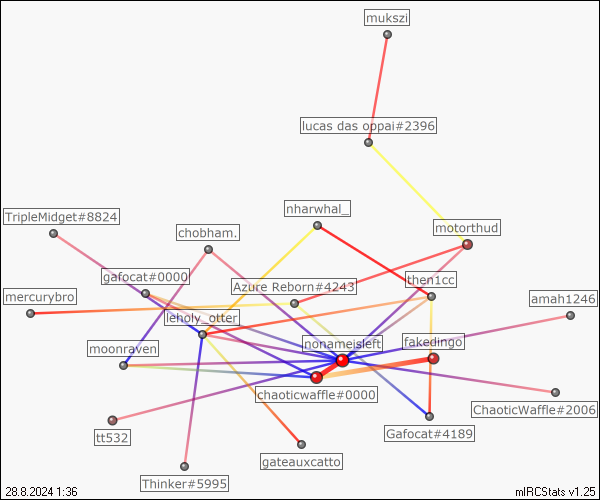 mukszi
lucas das oppai#2396
nharwhal_
TripleMidget#8824
chobham.
motorthud
gafocat#0000
Azure Reborn#4243
then1cc
mercurybro
amah1246
leholy_otter
nonameisleft
fakedingo
moonraven
chaoticwaffle#0000
ChaoticWaffle#2006
tt532
Gafocat#4189
gateauxcatto
Thinker#5995
28.8.2024 1:36
mIRCStats v1.25